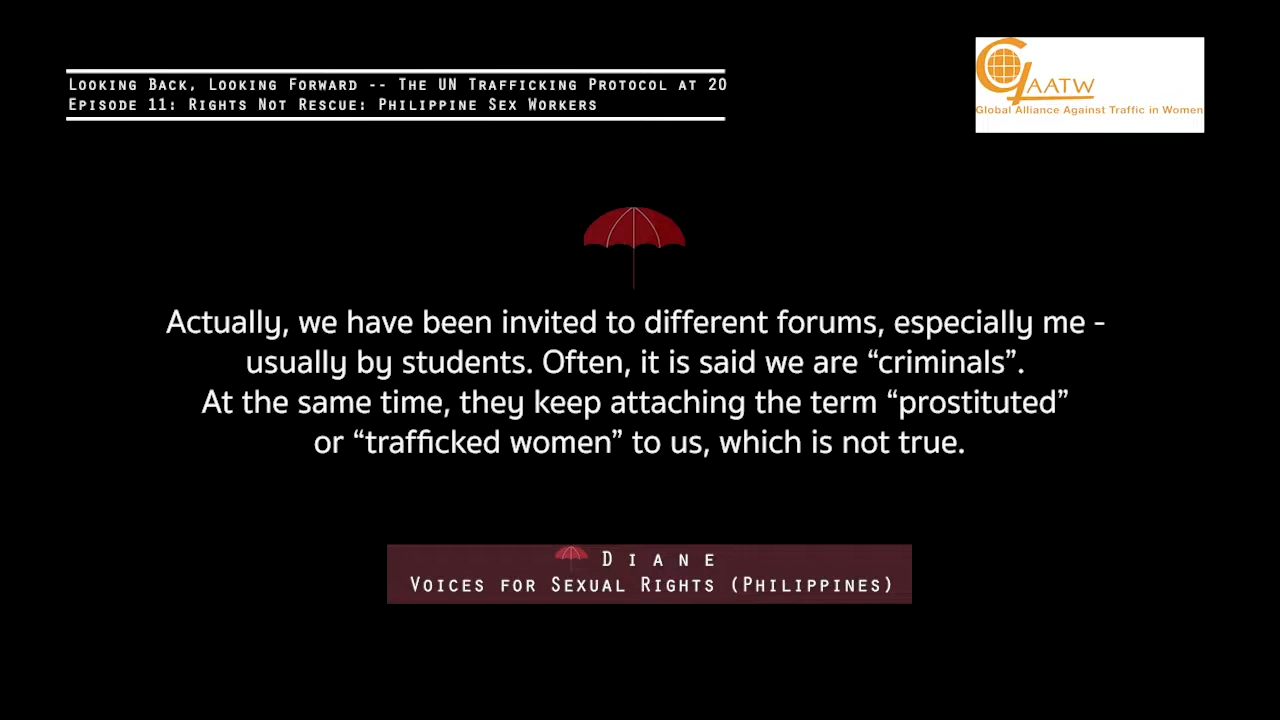 Looking Back, Looking Forward -- The UN Trafficking Protocol at 20
Episode 11: Rights Not Rescue: Philippine Sex Workers
GAATW
Global Alliance Against Traffic in Women
Actually, we have been invited to different forums, especially me -
usually by students. Often, it is said we are “criminals”.
At the same time, they keep attaching the term “prostituted”
or “trafficked women” to us, which is not true.
Diane
Voices for Sexual Rights (Philippines)